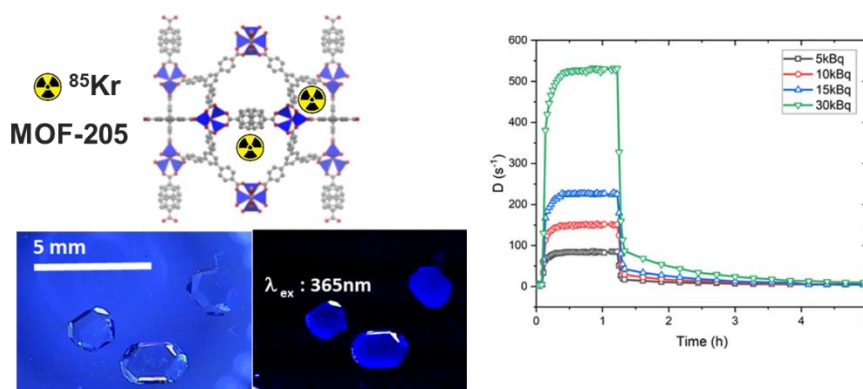 ⁸⁵Kr
MOF-205
5 mm
λ ex : 365nm
D (s⁻¹)
600
500
400
300
200
100
0
0
1
2
3
4
Time (h)
5kBq
10kBq
15kBq
30kBq